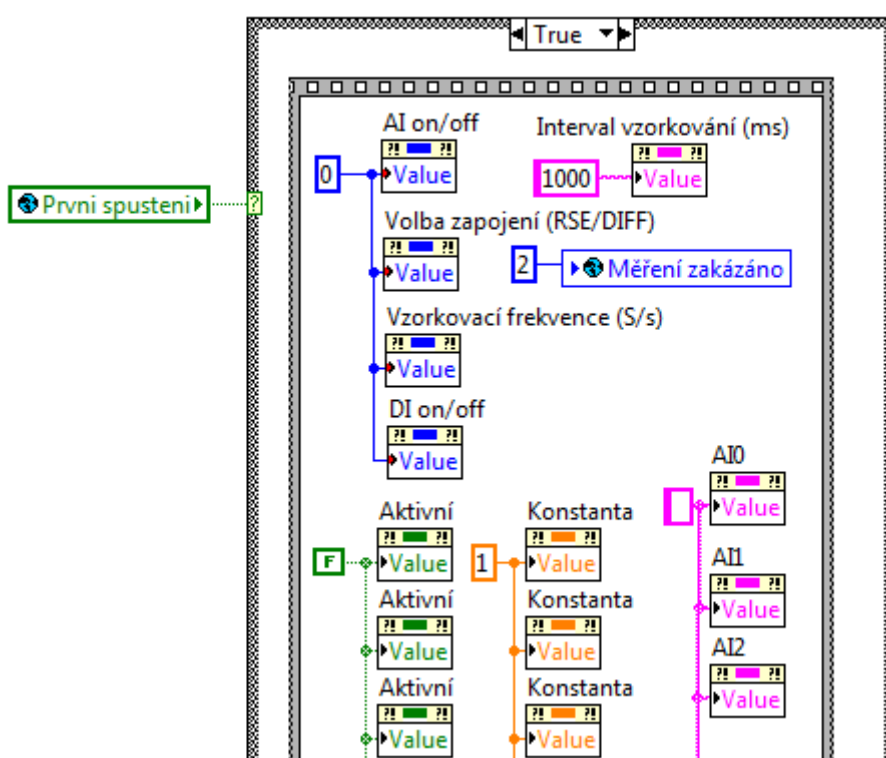 True
AI on/off
?! ?!
0
Value
Interval vzorkování (ms)
?! ?!
1000
Value
Prvni spusteni
?
Volba zapojení (RSE/DIFF)
?! ?!
Value
2
Měření zakázáno
Vzorkovací frekvence (S/s)
?! ?!
Value
DI on/off
?! ?!
Value
AI0
?! ?!
Value
Aktivní
?! ?!
F
Value
Konstanta
?! ?!
1
Value
AI1
?! ?!
Value
Aktivní
?! ?!
Value
Konstanta
?! ?!
Value
AI2
?! ?!
Value
Aktivní
?! ?!
Value
Konstanta
?! ?!
Value